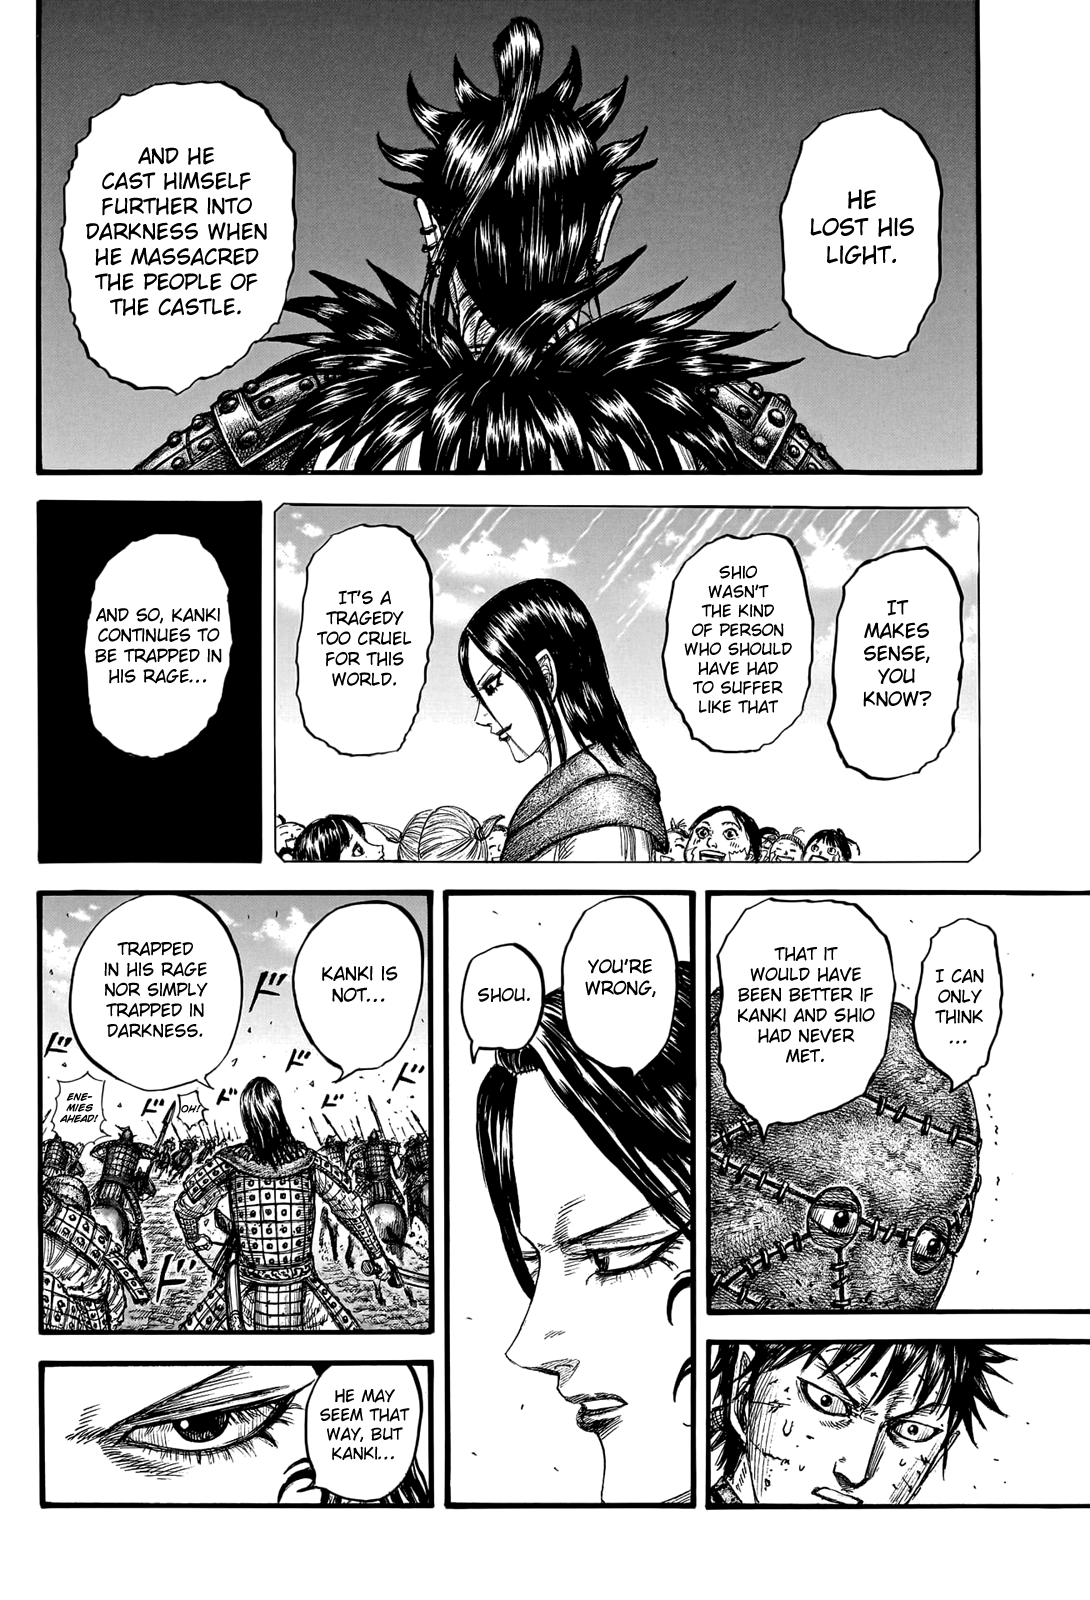 HE
LOST HIS
LIGHT.
AND HE
CAST HIMSELF
FURTHER INTO
DARKNESS WHEN
HE MASSACRED
THE PEOPLE OF
THE CASTLE.
IT
MAKES
SENSE,
YOU
KNOW?
SHIO
WASN'T
THE KIND
OF PERSON
WHO SHOULD
HAVE HAD
TO SUFFER
LIKE THAT
IT'S A
TRAGEDY
TOO CRUEL
FOR THIS
WORLD.
AND SO, KANKI
CONTINUES TO
BE TRAPPED IN
HIS RAGE...
I CAN
ONLY
THINK
...
THAT IT
WOULD HAVE
BEEN BETTER IF
KANKI AND SHIO
HAD NEVER
MET.
YOU'RE
WRONG,
SHOU.
KANKI IS
NOT...
TRAPPED
IN HIS RAGE
NOR SIMPLY
TRAPPED IN
DARKNESS.
ド
ド
ド
ド
ド
ド
OH!
ENE-
MIES
AHEAD!
HE MAY
SEEM THAT
WAY, BUT
KANKI...